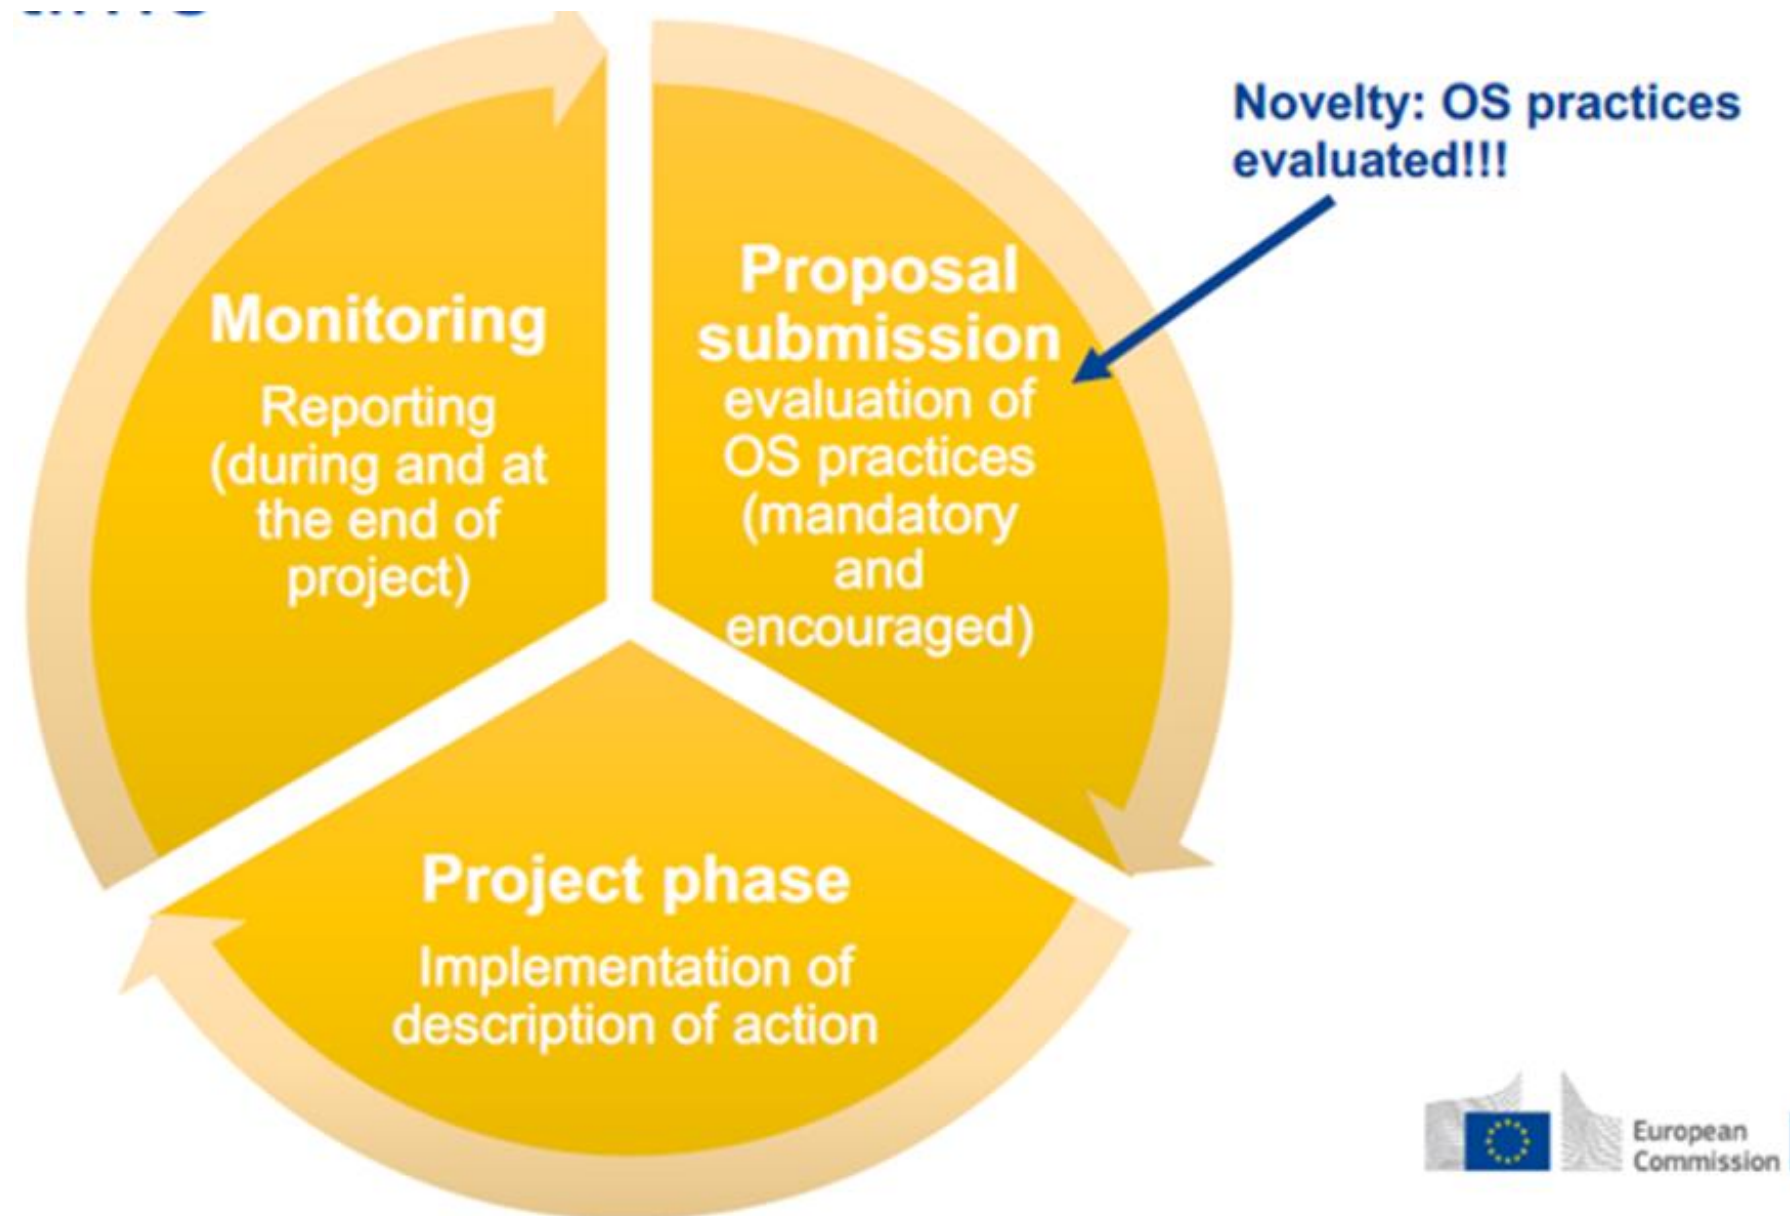 Novelty: OS practices
evaluated!!!
Proposal
submission
evaluation of
OS practices
(mandatory
and
encouraged)
Monitoring
Reporting
(during and at
the end of
project)
Project phase
Implementation of
description of action
European
Commission